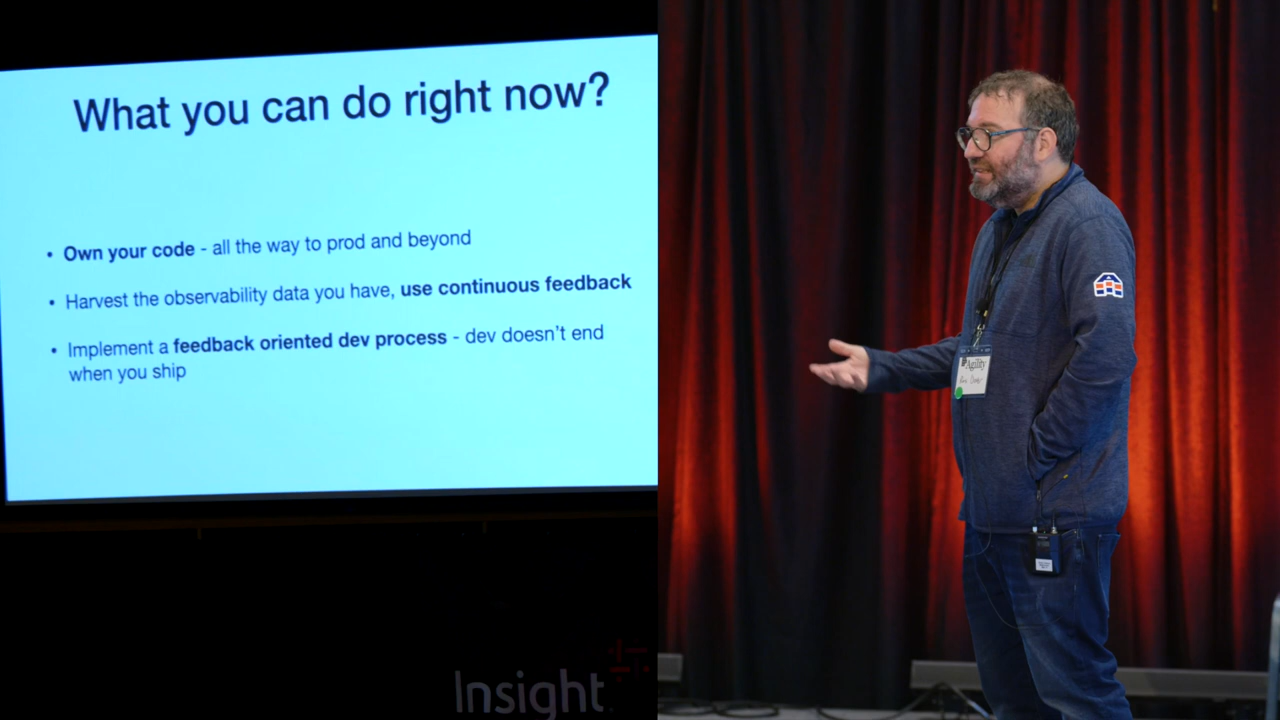 What you can do right now?
• Own your code - all the way to prod and beyond
• Harvest the observability data you have, use continuous feedback
• Implement a feedback oriented dev process - dev doesn't end
when you ship
Insight
Agility